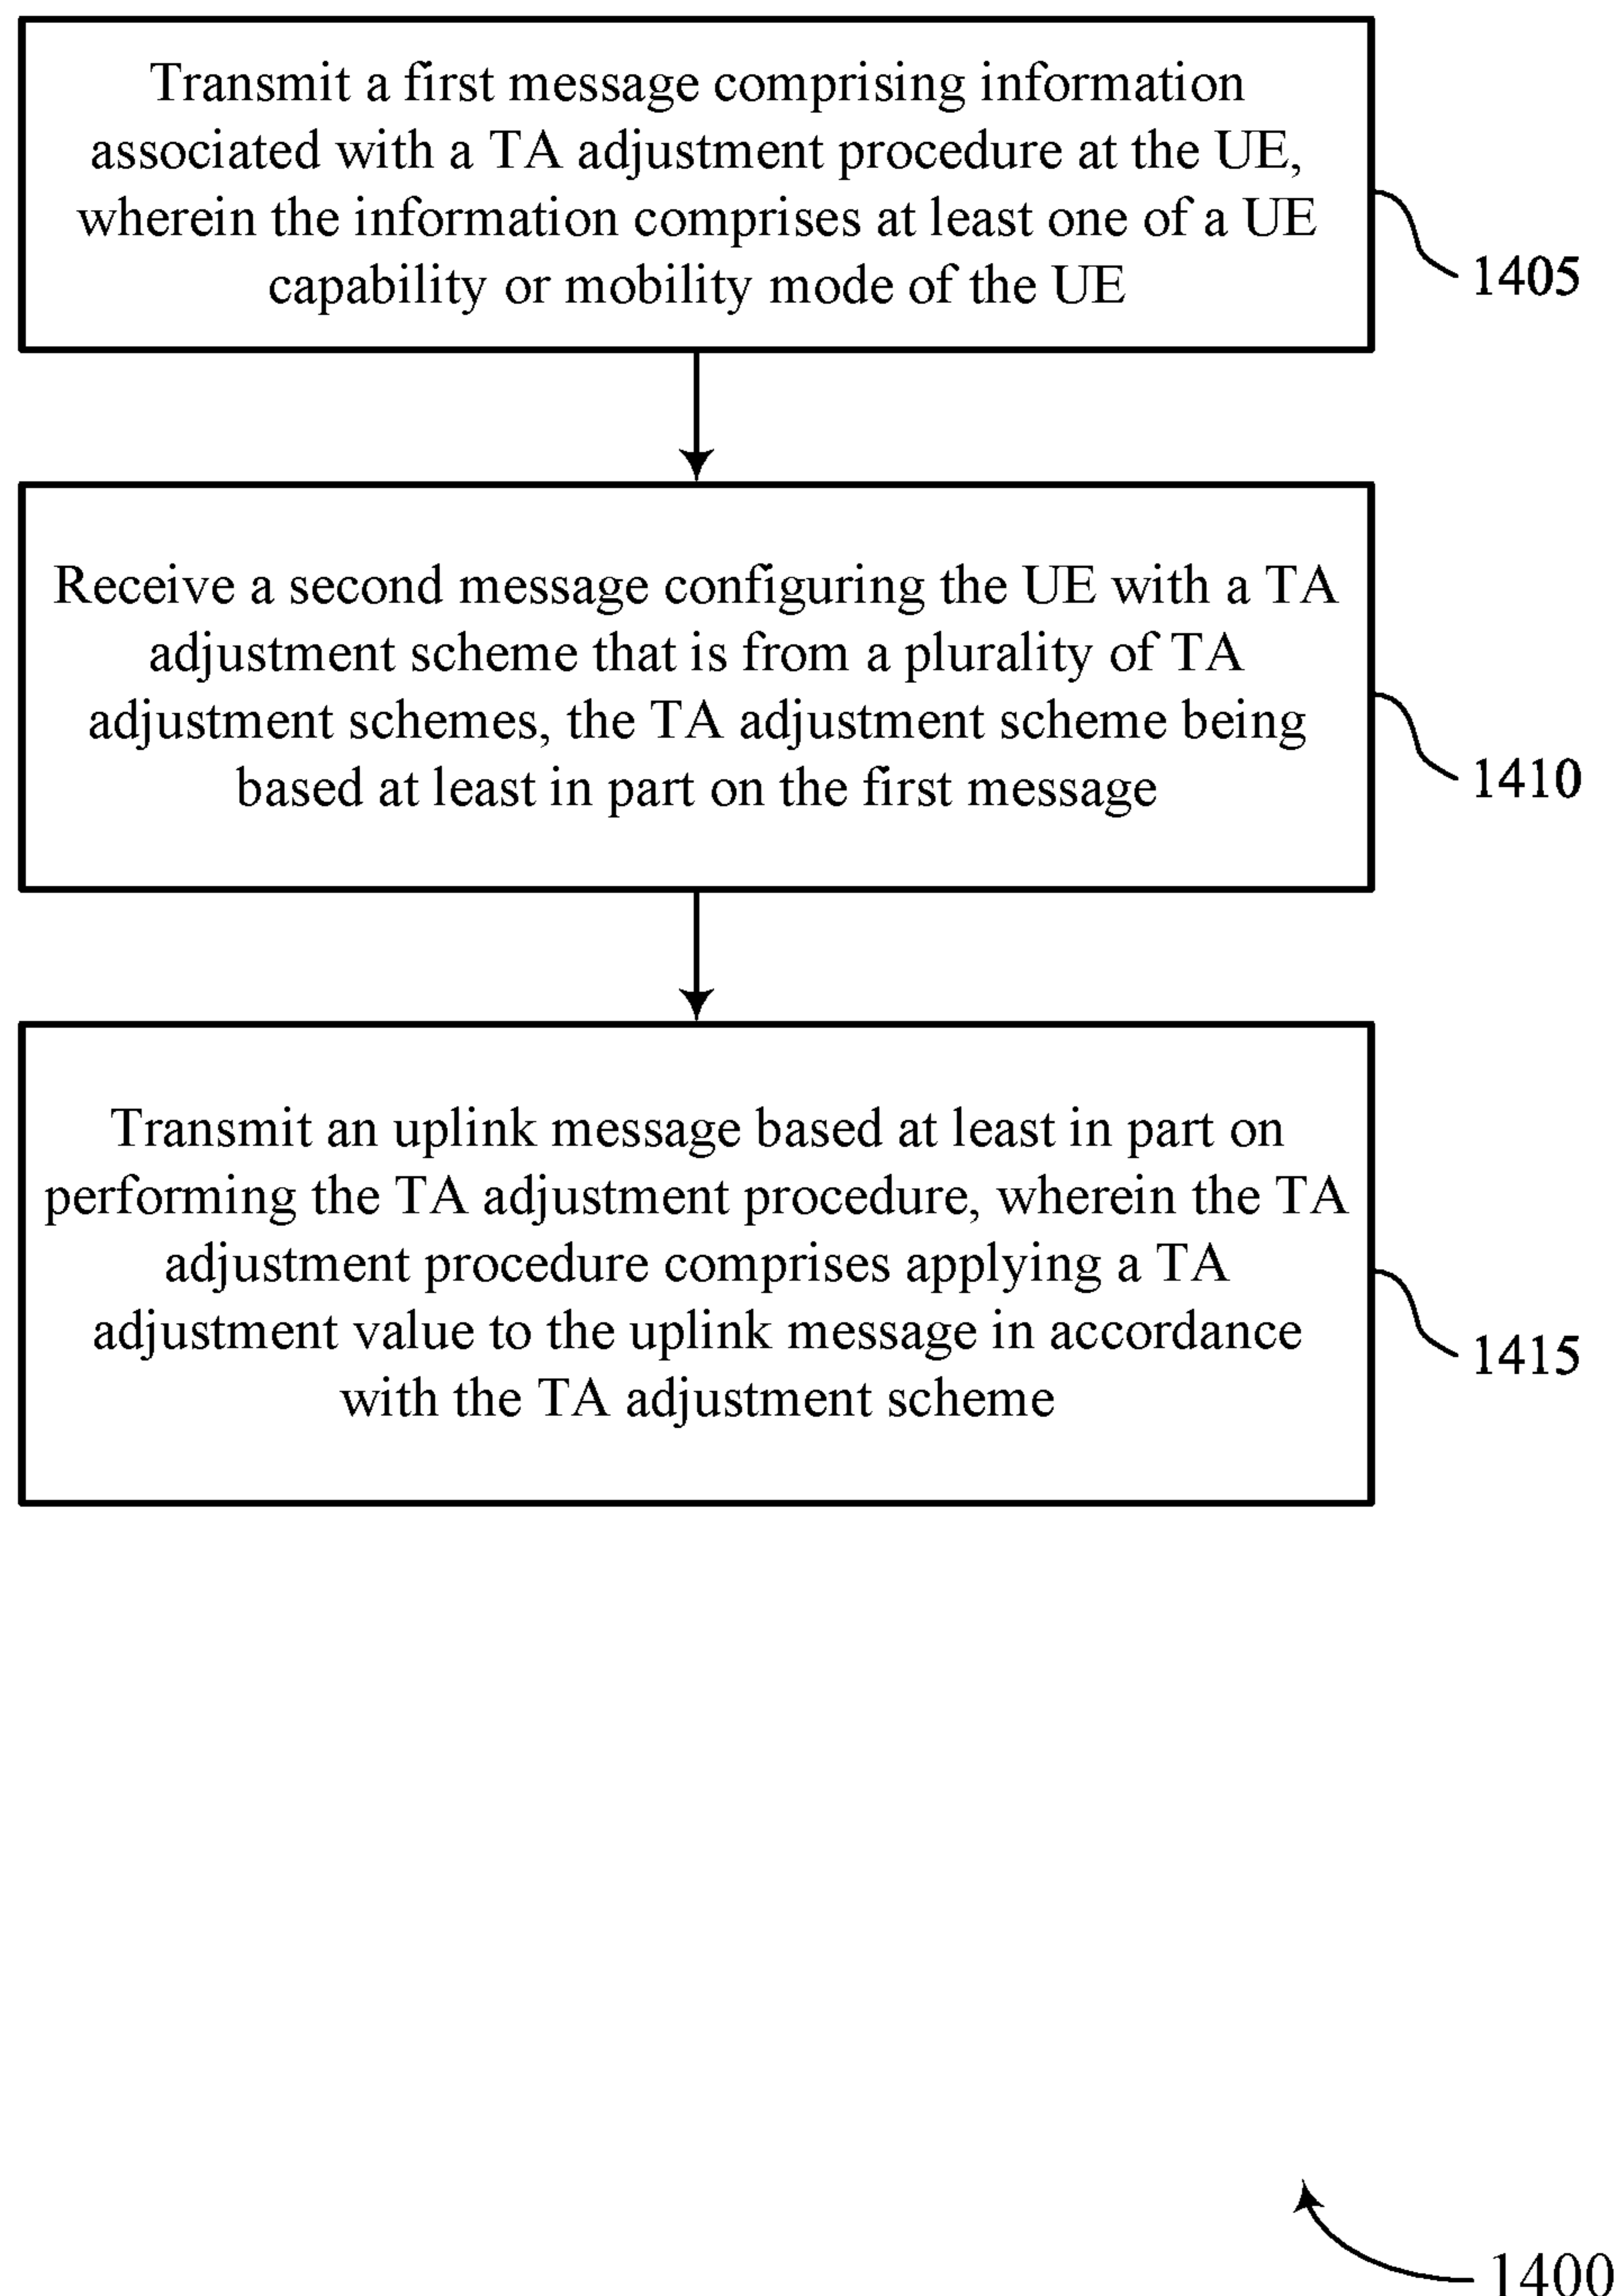 Transmit a first message comprising information
associated with a TA adjustment procedure at the UE,
wherein the information comprises at least one of a UE
capability or mobility mode of the UE
1405
Receive a second message configuring the UE with a TA
adjustment scheme that is from a plurality of TA
adjustment schemes, the TA adjustment scheme being
based at least in part on the first message
1410
Transmit an uplink message based at least in part on
performing the TA adjustment procedure, wherein the TA
adjustment procedure comprises applying a TA
adjustment value to the uplink message in accordance
with the TA adjustment scheme
1415
1400